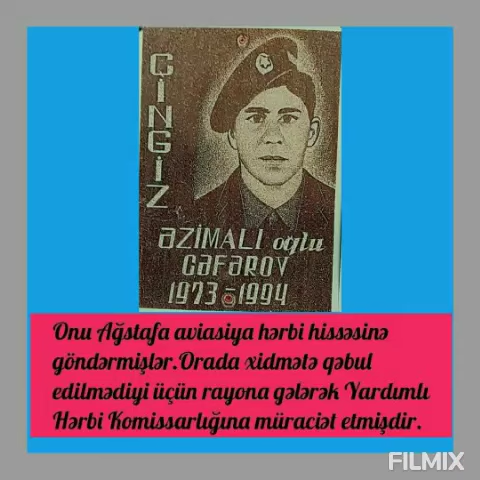 ÇİNGİZ
ƏZİMALI oğlu
CƏFƏROV
1973-1994
Onu Ağstafa aviasiya hərbi hissəsinə
göndərmişlər.Orada xidmətə qəbul
edilmədiyi üçün rayona gələrək Yardımlı
Hərbi Komissarlığına müraciət etmişdir.
FILMIX